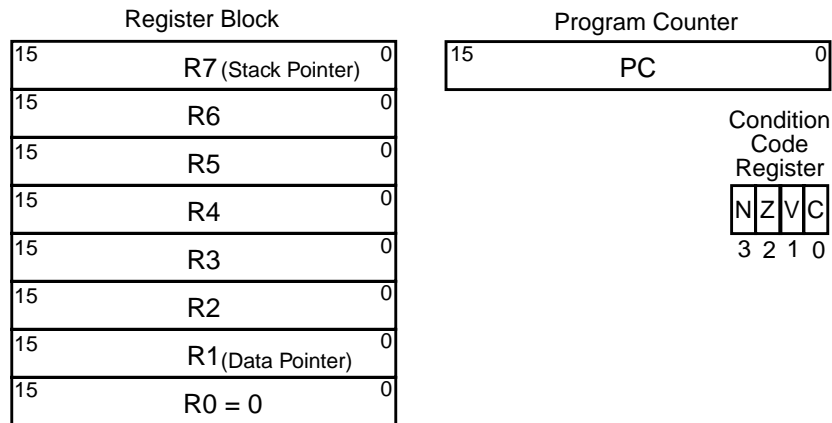 Register Block
15 R7 (Stack Pointer) 0
15 R6 0
15 R5 0
15 R4 0
15 R3 0
15 R2 0
15 R1 (Data Pointer) 0
15 R0 = 0 0
Program Counter
15 PC 0
Condition
Code
Register
N Z V C
3 2 1 0